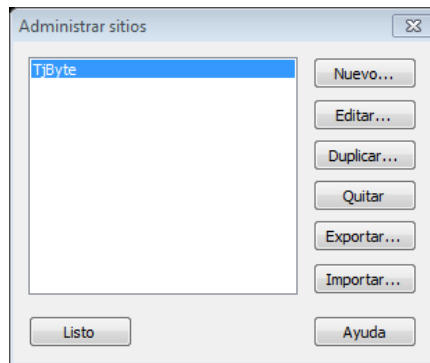 Administrar sitios
TjByte
Nuevo...
Editar...
Duplicar...
Quitar
Exportar...
Importar...
Listo
Ayuda